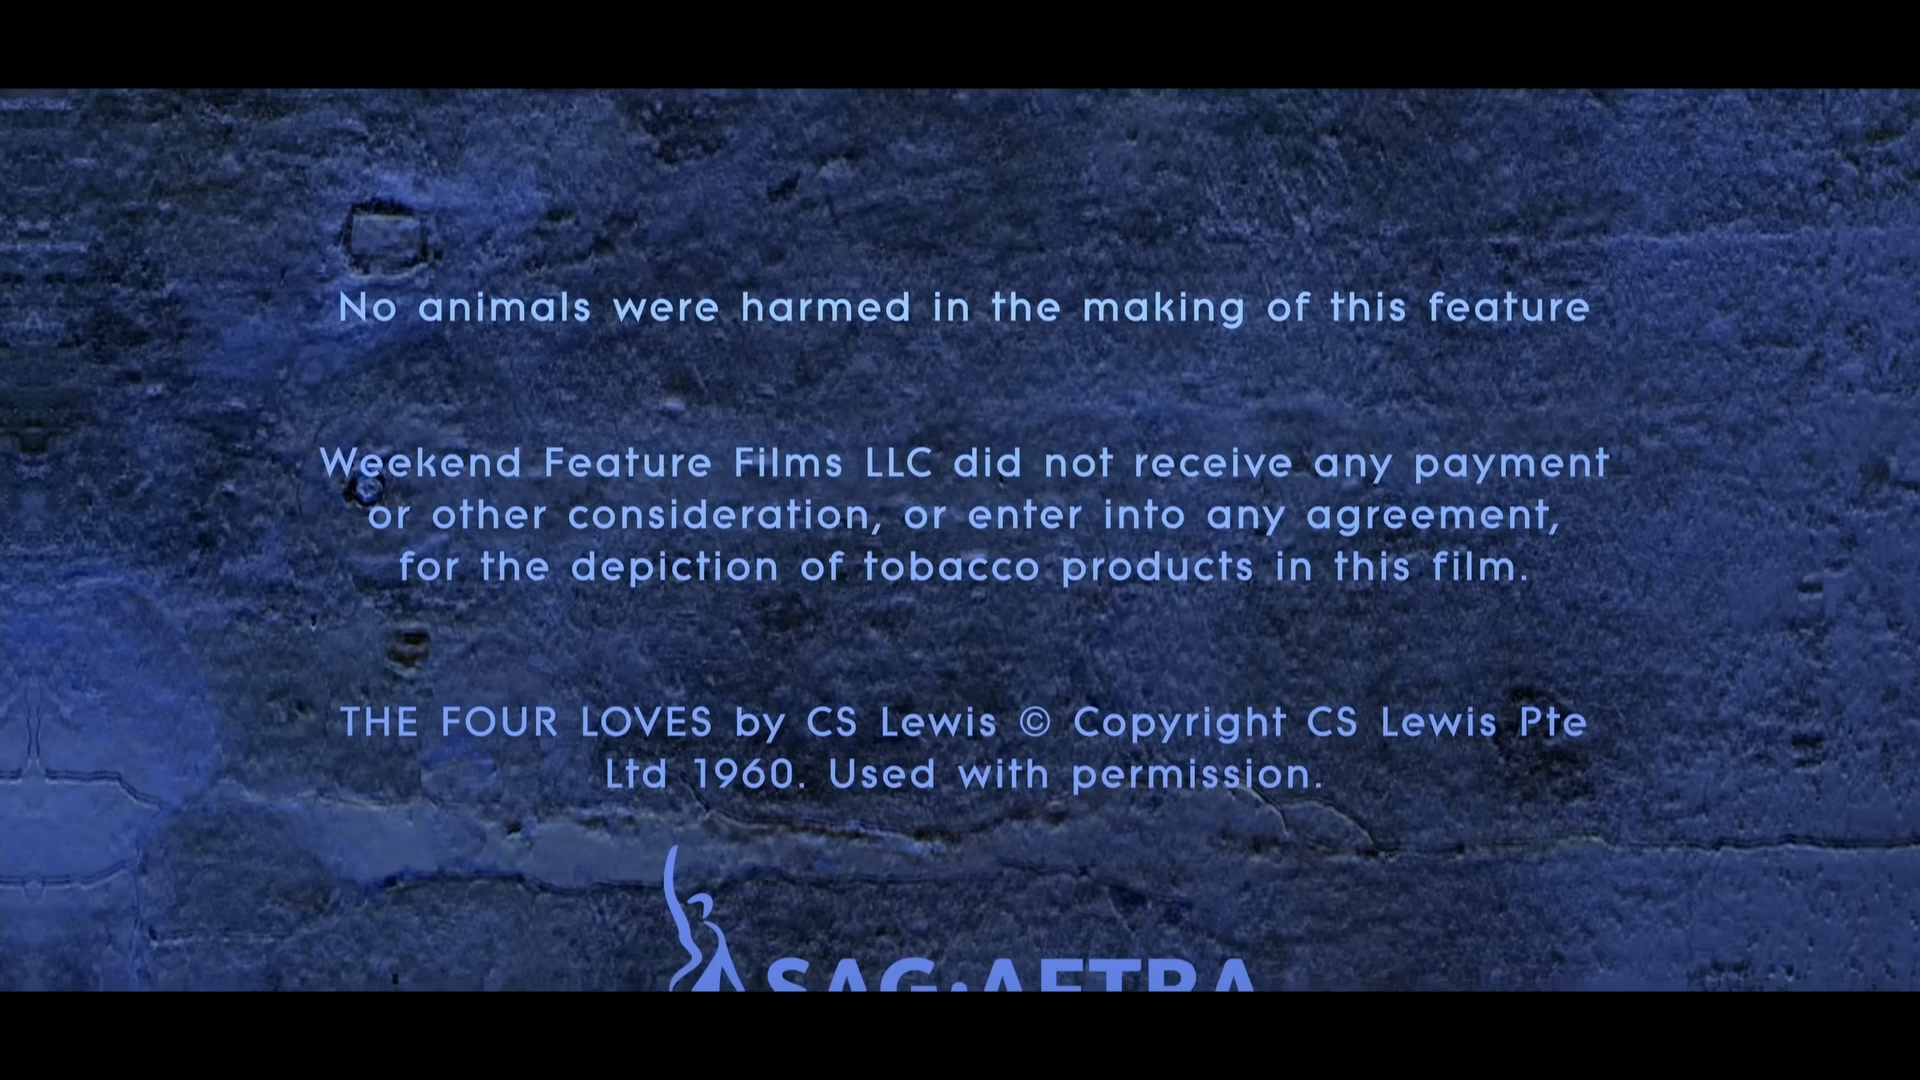 No animals were harmed in the making of this feature
Weekend Feature Films LLC did not receive any payment
or other consideration, or enter into any agreement,
for the depiction of tobacco products in this film.
THE FOUR LOVES by CS Lewis © Copyright CS Lewis Pte
Ltd 1960. Used with permission.
SAG·AFTRA